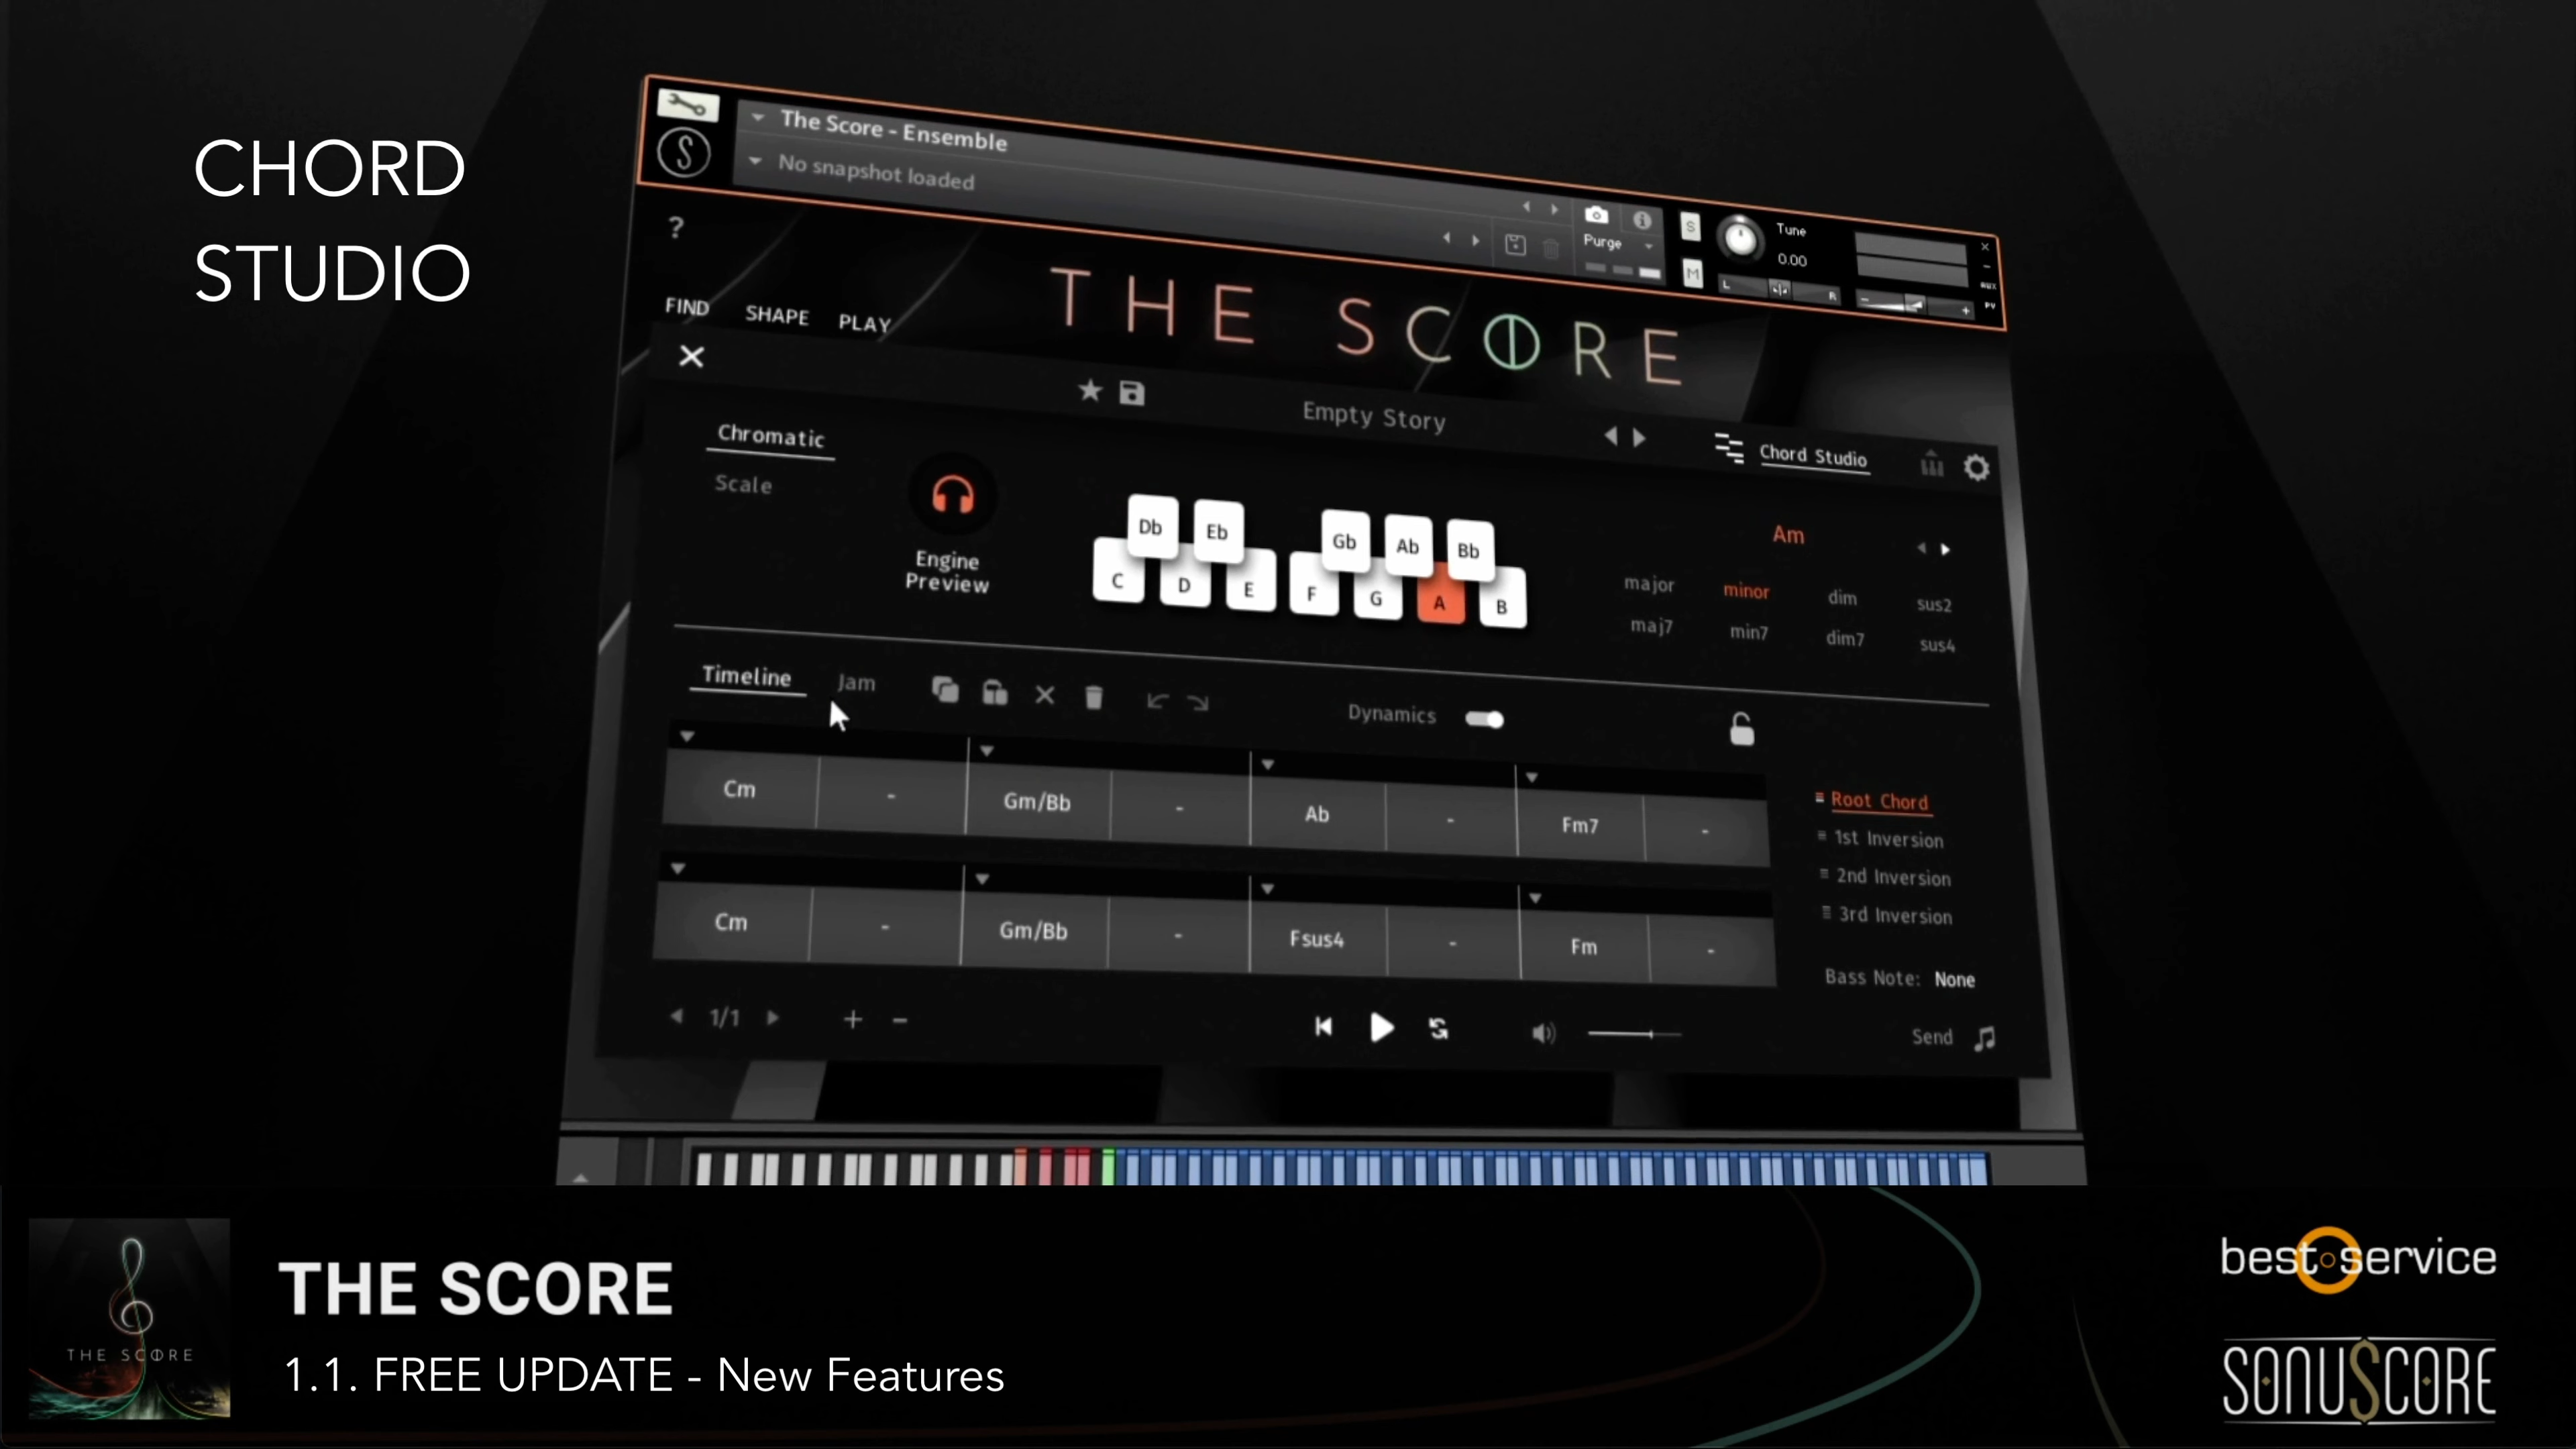 CHORD
STUDIO
The Score - Ensemble
No snapshot loaded
Purge
S
M
Tune
0.00
L
R
AUX
PV
?
FIND SHAPE PLAY
THE SCORE
Empty Story
Chord Studio
Chromatic
Scale
Engine
Preview
Db Eb Gb Ab Bb
C D E F G A B
Am
major minor dim sus2
maj7 min7 dim7 sus4
Timeline Jam
Dynamics
Cm - Gm/Bb - Ab - Fm7 -
Cm - Gm/Bb - Fsus4 - Fm -
Root Chord
1st Inversion
2nd Inversion
3rd Inversion
Bass Note: None
1/1 + -
Send
THE SCORE
THE SCORE
1.1. FREE UPDATE - New Features
best service
SONUSCORE